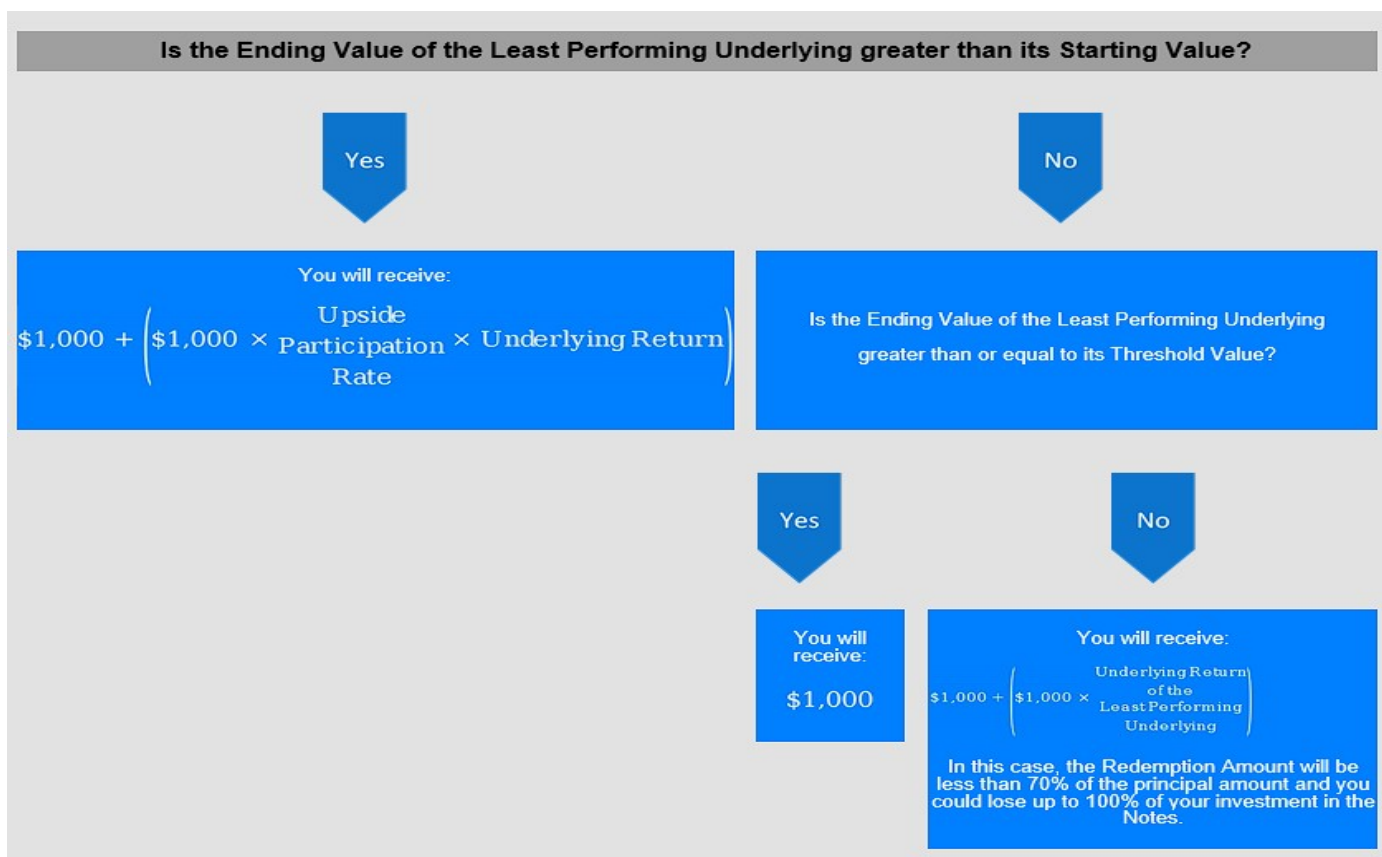 Is the Ending Value of the Least Performing Underlying greater than its Starting Value?
Yes
No
You will receive:
$1,000 + ($1,000 × Upside Participation Rate × Underlying Return)
Is the Ending Value of the Least Performing Underlying
greater than or equal to its Threshold Value?
Yes
No
You will
receive:
$1,000
You will receive:
$1,000 + ($1,000 × Underlying Return of the Least Performing Underlying)
In this case, the Redemption Amount will be
less than 70% of the principal amount and you
could lose up to 100% of your investment in the
Notes.